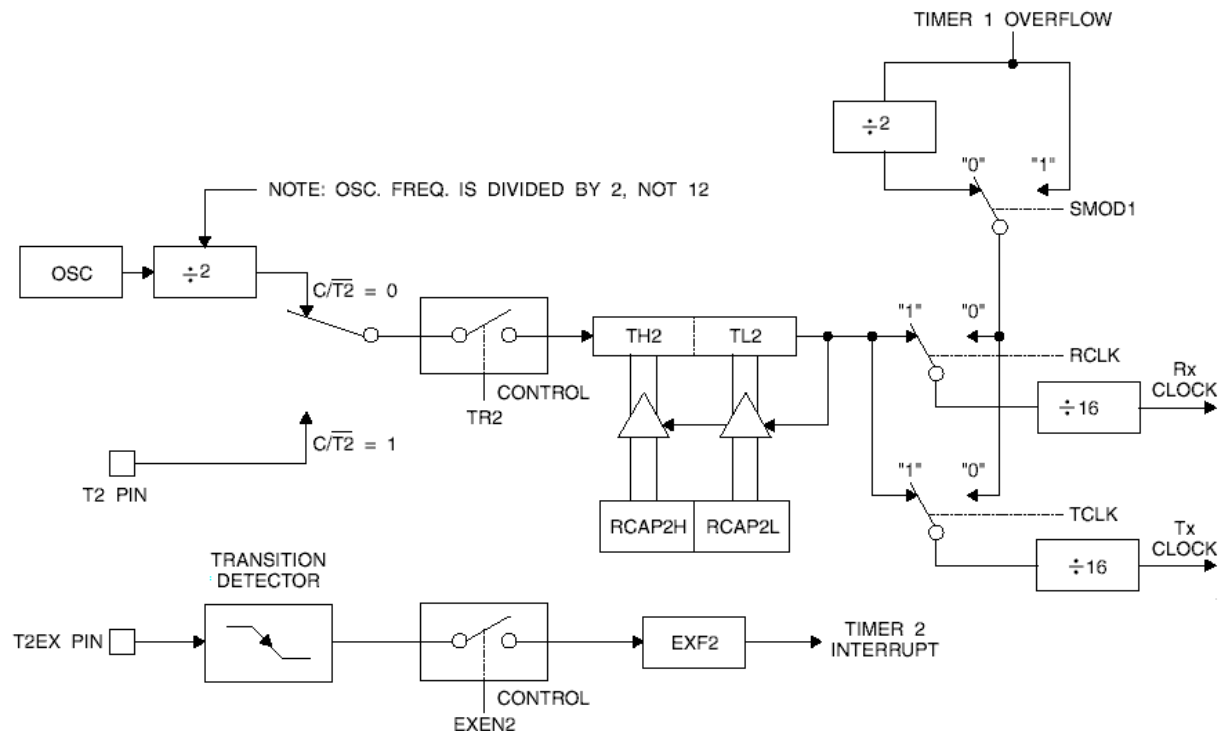 TIMER 1 OVERFLOW
÷2
"0" "1"
NOTE: OSC. FREQ. IS DIVIDED BY 2, NOT 12
SMOD1
OSC
÷2
C/T̅2̅ = 0
"1" "0"
TH2 TL2
RCLK
CONTROL
TR2
Rx
CLOCK
÷16
C/T̅2̅ = 1
"1" "0"
T2 PIN
RCAP2H RCAP2L
TCLK
Tx
CLOCK
÷16
TRANSITION
DETECTOR
T2EX PIN
EXF2
TIMER 2
INTERRUPT
CONTROL
EXEN2